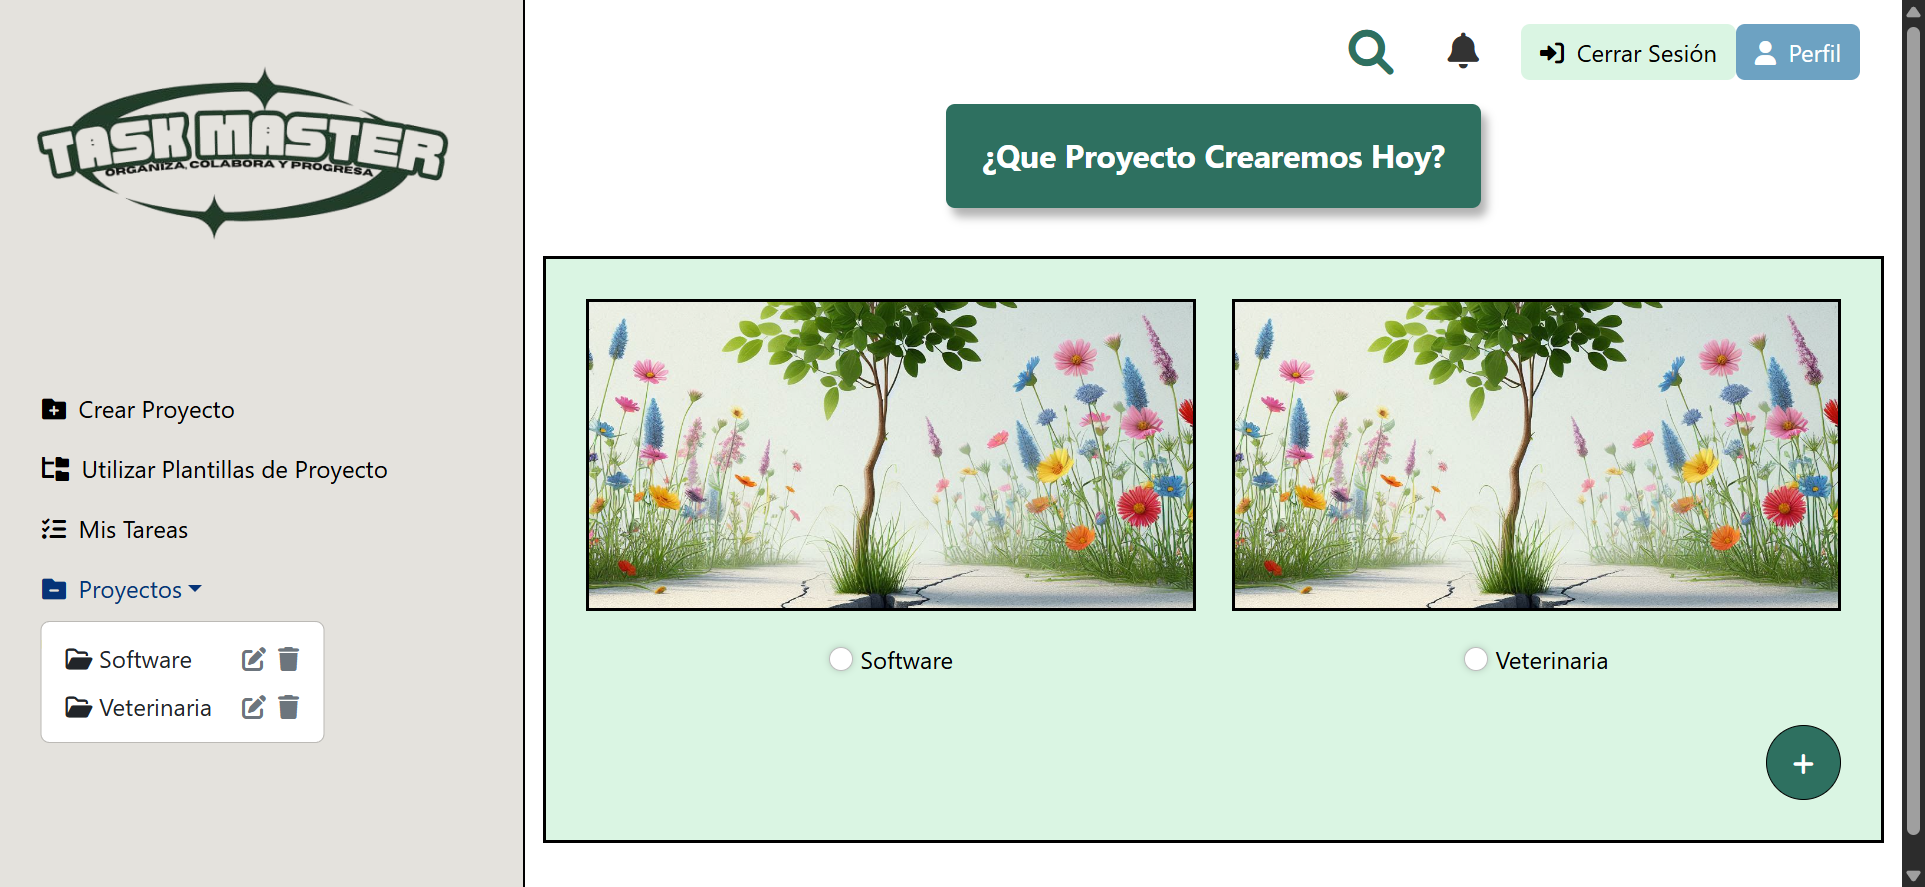 TASK MASTER
ORGANIZA, COLABORA Y PROGRESA
Crear Proyecto
Utilizar Plantillas de Proyecto
Mis Tareas
Proyectos
Software
Veterinaria
Cerrar Sesión
Perfil
¿Que Proyecto Crearemos Hoy?
Software
Veterinaria